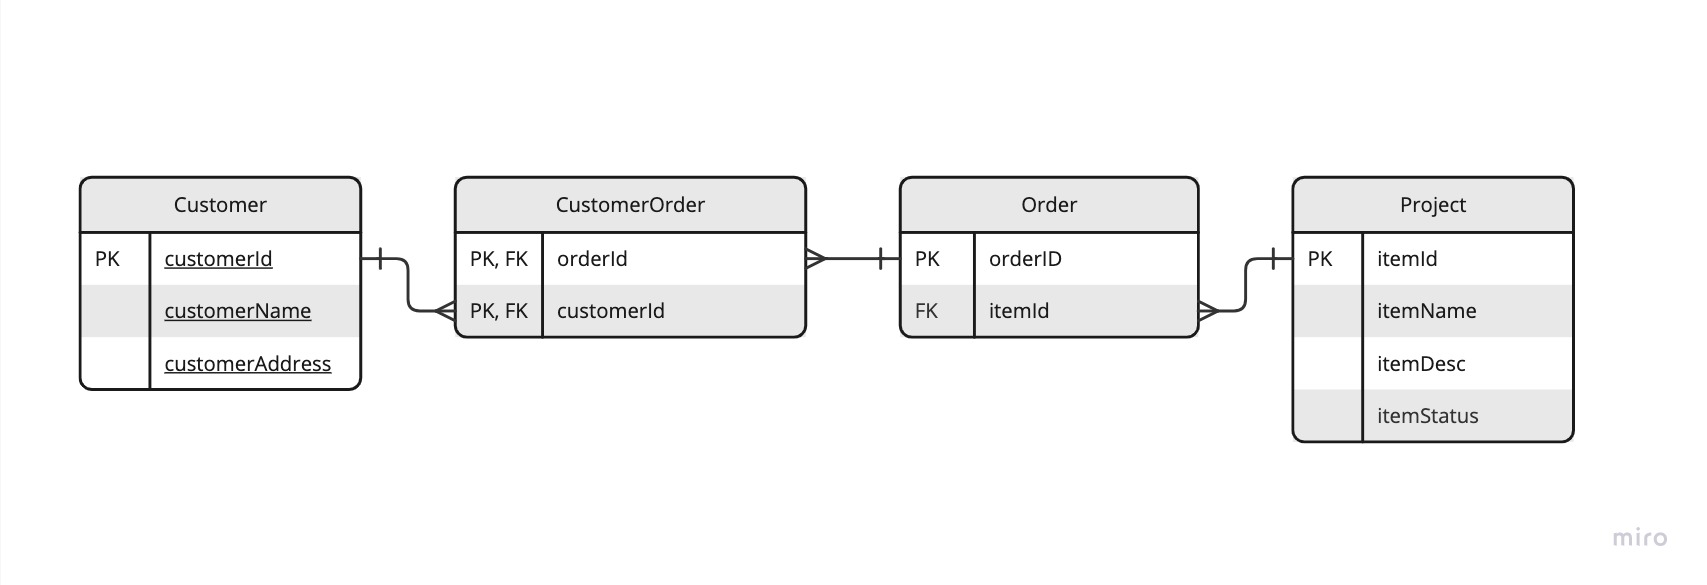 Customer
PK customerId
customerName
customerAddress
CustomerOrder
PK, FK orderId
PK, FK customerId
Order
PK orderID
FK itemId
Project
PK itemId
itemName
itemDesc
itemStatus
miro